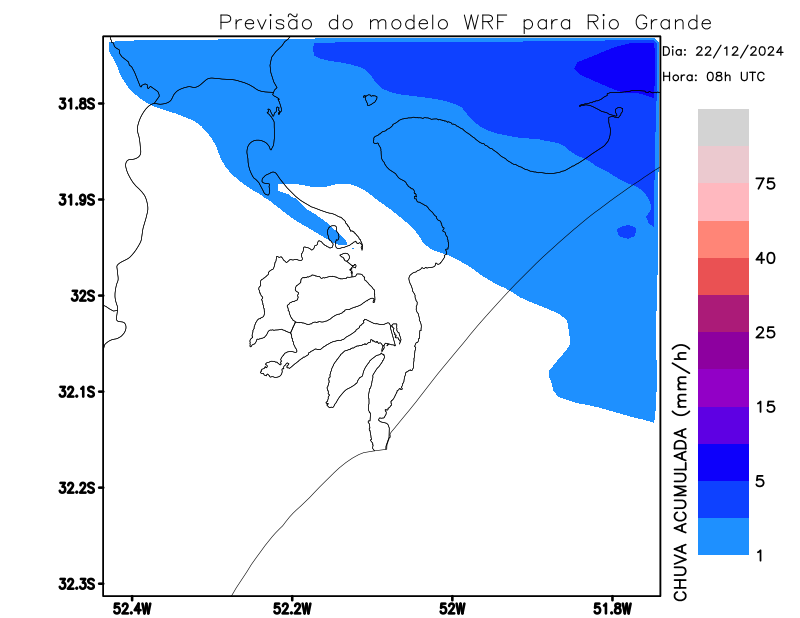 Previsão do modelo WRF para Rio Grande
Dia: 22/12/2024
Hora: 08h UTC
31.8S
31.9S
32S
32.1S
32.2S
32.3S
52.4W
52.2W
52W
51.8W
75
40
25
15
5
1
CHUVA ACUMULADA (mm/h)